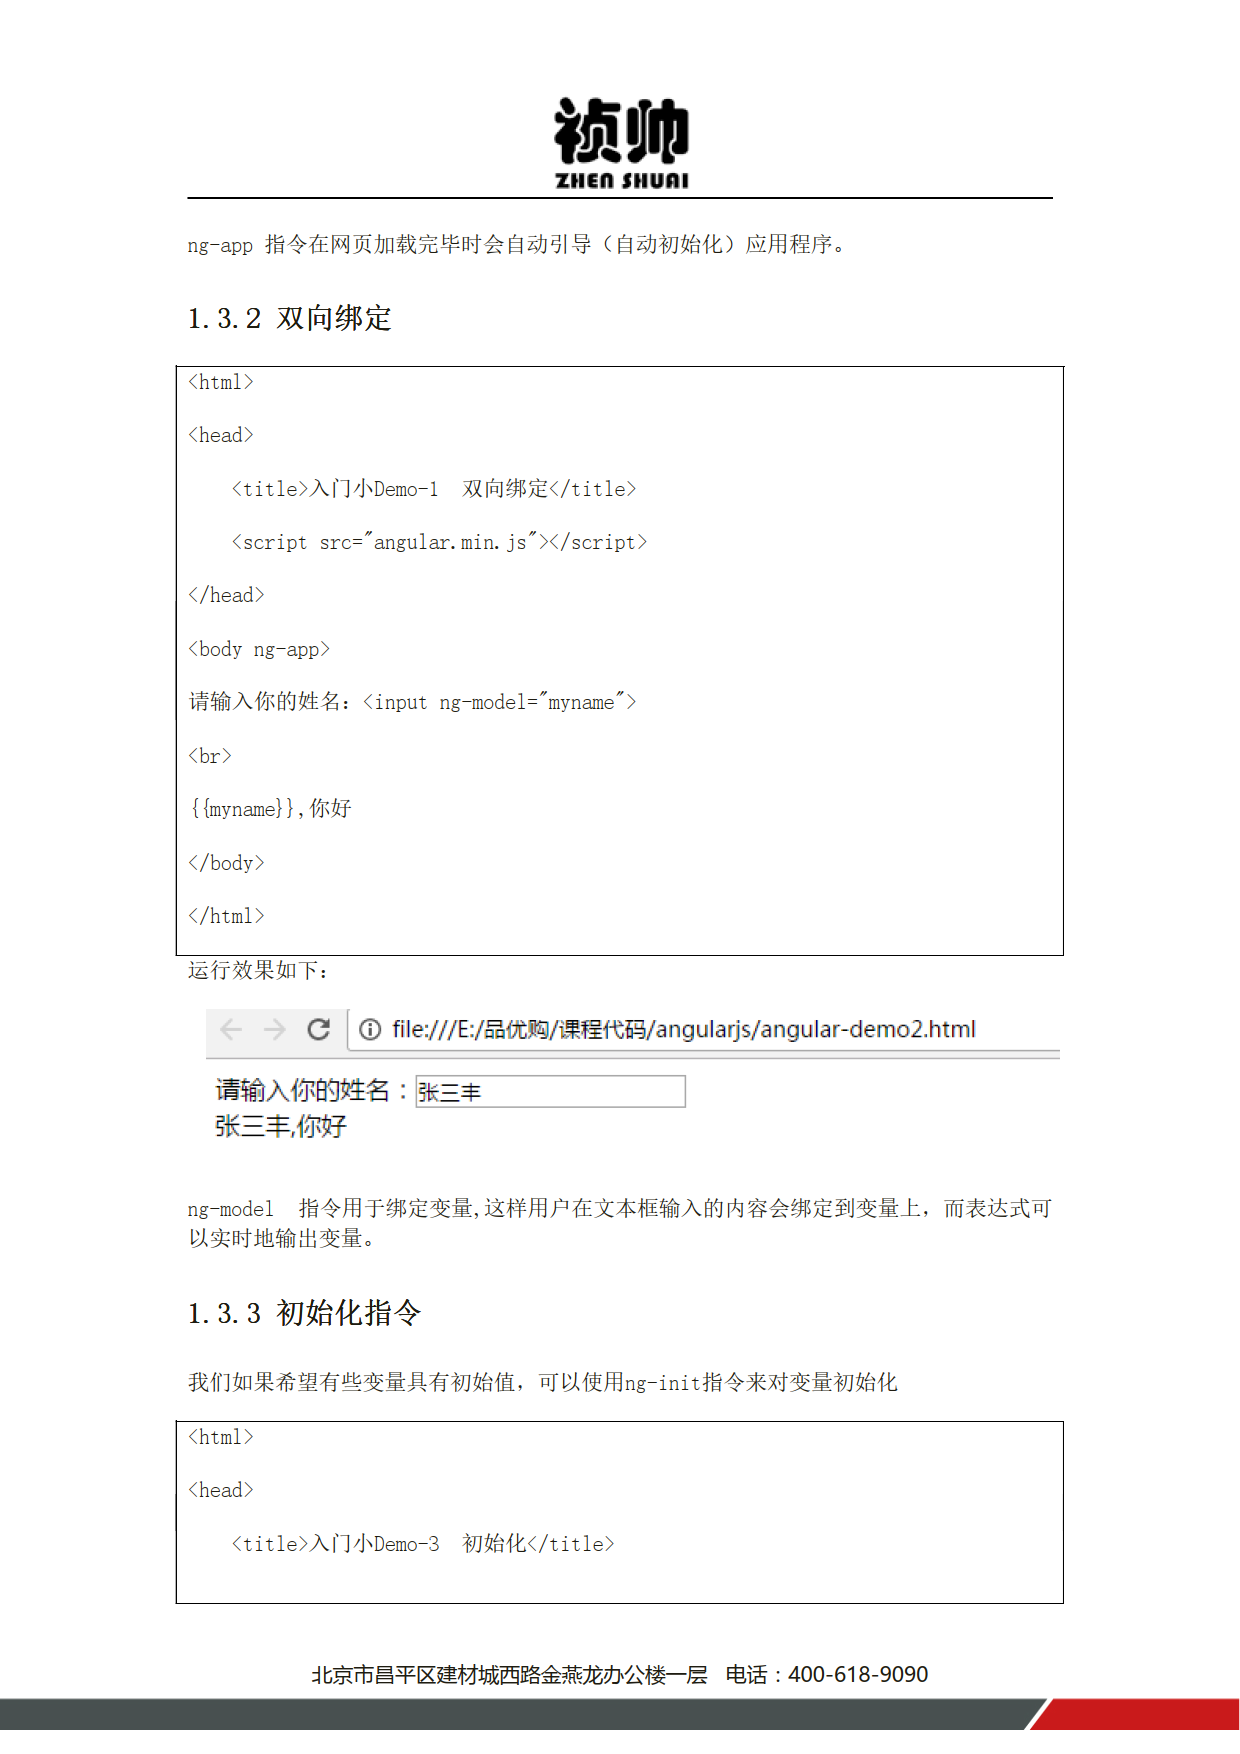 祯帅
ZHEN SHUAI
ng-app 指令在网页加载完毕时会自动引导（自动初始化）应用程序。
1.3.2 双向绑定
<html>
<head>
<title>入门小Demo-1  双向绑定</title>
<script src="angular.min.js"></script>
</head>
<body ng-app>
请输入你的姓名：<input ng-model="myname">
<br>
{{myname}},你好
</body>
</html>
运行效果如下：
file:///E:/品优购/课程代码/angularjs/angular-demo2.html
请输入你的姓名：张三丰
张三丰,你好
ng-model  指令用于绑定变量,这样用户在文本框输入的内容会绑定到变量上，而表达式可
以实时地输出变量。
1.3.3 初始化指令
我们如果希望有些变量具有初始值，可以使用ng-init指令来对变量初始化
<html>
<head>
<title>入门小Demo-3  初始化</title>
北京市昌平区建材城西路金燕龙办公楼一层  电话：400-618-9090